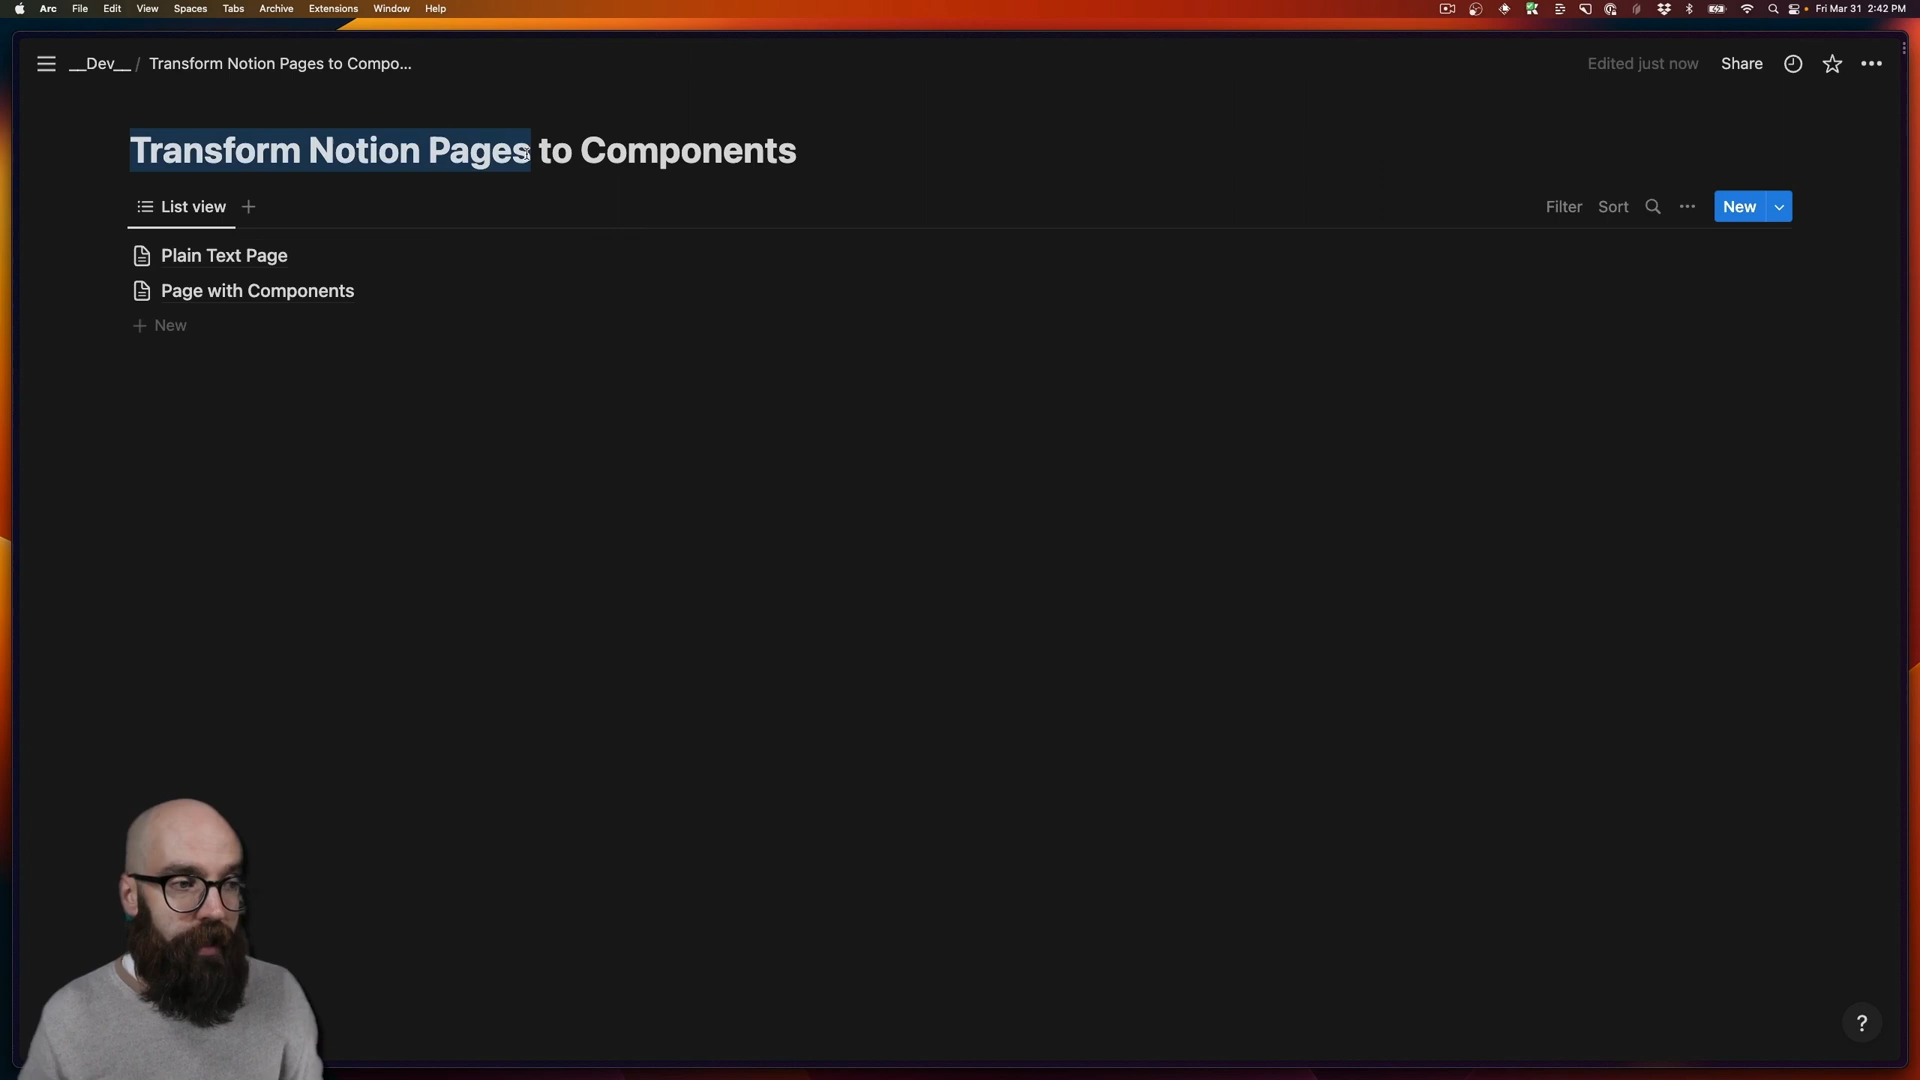 Arc File Edit View Spaces Tabs Archive Extensions Window Help Fri Mar 31 2:42 PM
__Dev__ / Transform Notion Pages to Compo... Edited just now Share
Transform Notion Pages to Components
List view Filter Sort New
Plain Text Page
Page with Components
New
?